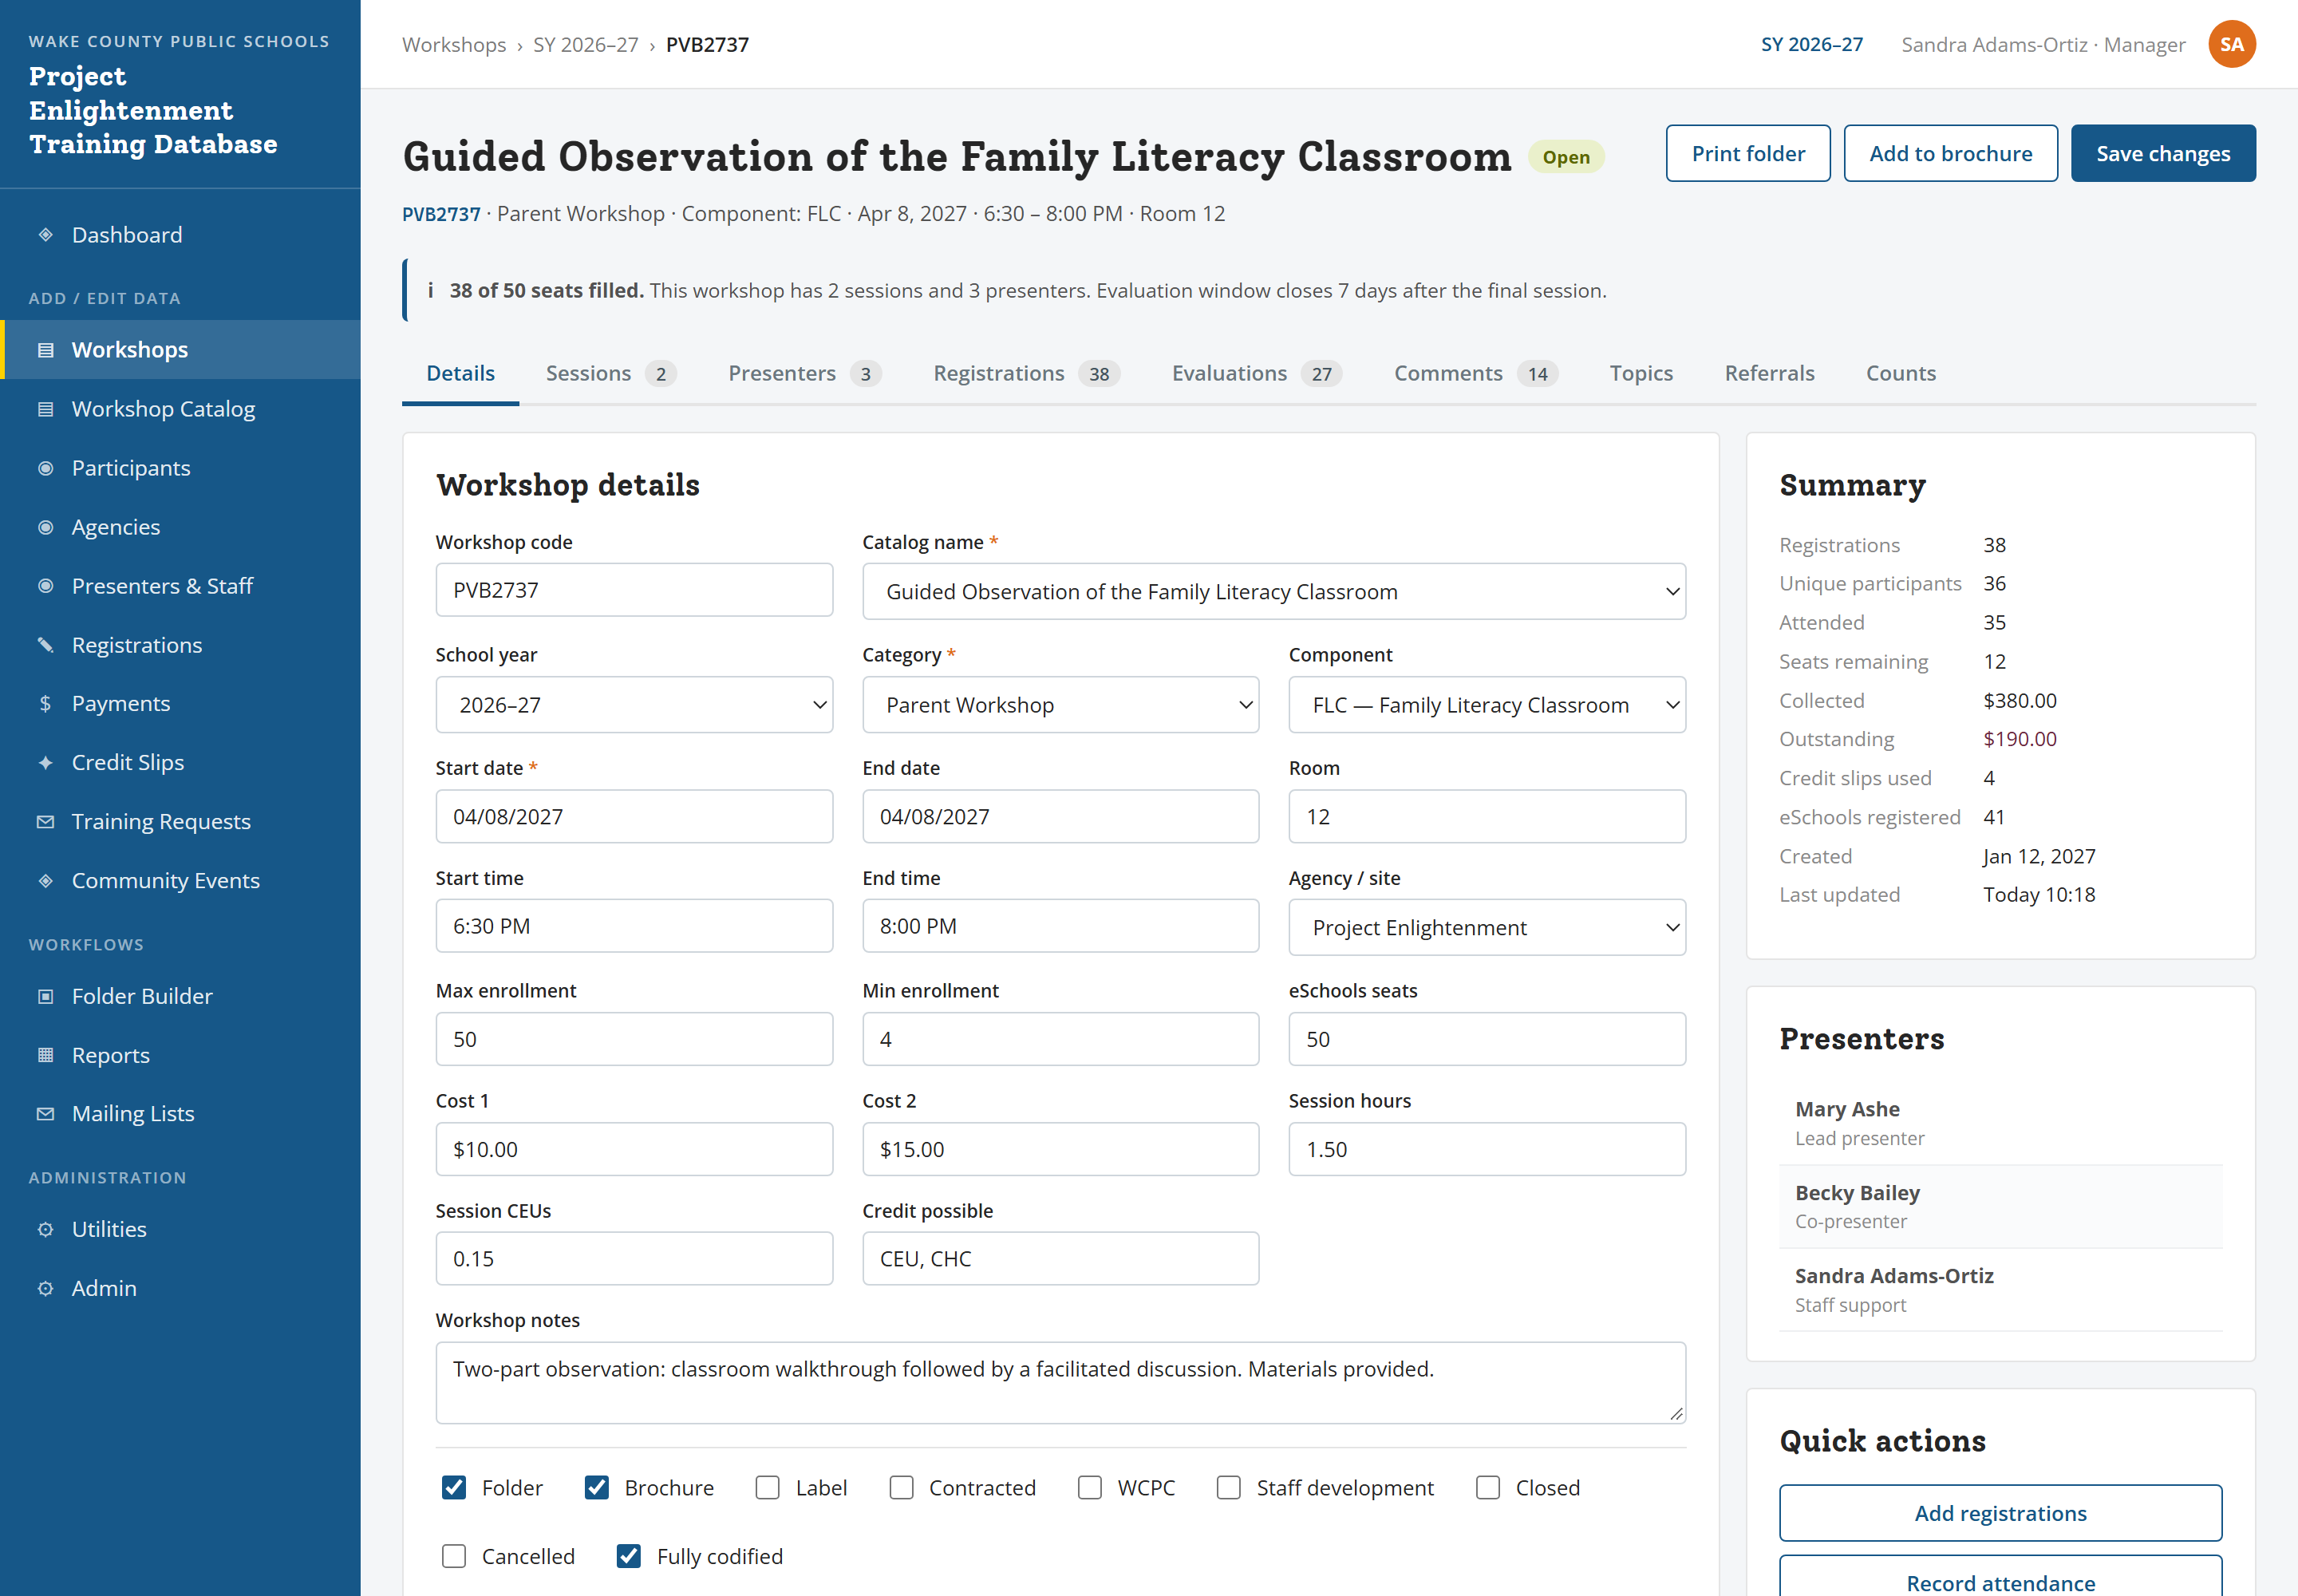 WAKE COUNTY PUBLIC SCHOOLS
Project
Enlightenment
Training Database
Dashboard
ADD / EDIT DATA
Workshops
Workshop Catalog
Participants
Agencies
Presenters & Staff
Registrations
$ Payments
Credit Slips
Training Requests
Community Events
WORKFLOWS
Folder Builder
Reports
Mailing Lists
ADMINISTRATION
Utilities
Admin
Workshops › SY 2026–27 › PVB2737
SY 2026–27 Sandra Adams-Ortiz · Manager SA
Guided Observation of the Family Literacy Classroom Open
Print folder Add to brochure Save changes
PVB2737 · Parent Workshop · Component: FLC · Apr 8, 2027 · 6:30 – 8:00 PM · Room 12
i 38 of 50 seats filled. This workshop has 2 sessions and 3 presenters. Evaluation window closes 7 days after the final session.
Details Sessions 2 Presenters 3 Registrations 38 Evaluations 27 Comments 14 Topics Referrals Counts
Workshop details
Workshop code Catalog name *
PVB2737 Guided Observation of the Family Literacy Classroom
School year Category * Component
2026–27 Parent Workshop FLC — Family Literacy Classroom
Start date * End date Room
04/08/2027 04/08/2027 12
Start time End time Agency / site
6:30 PM 8:00 PM Project Enlightenment
Max enrollment Min enrollment eSchools seats
50 4 50
Cost 1 Cost 2 Session hours
$10.00 $15.00 1.50
Session CEUs Credit possible
0.15 CEU, CHC
Workshop notes
Two-part observation: classroom walkthrough followed by a facilitated discussion. Materials provided.
Folder Brochure Label Contracted WCPC Staff development Closed
Cancelled Fully codified
Summary
Registrations 38
Unique participants 36
Attended 35
Seats remaining 12
Collected $380.00
Outstanding $190.00
Credit slips used 4
eSchools registered 41
Created Jan 12, 2027
Last updated Today 10:18
Presenters
Mary Ashe
Lead presenter
Becky Bailey
Co-presenter
Sandra Adams-Ortiz
Staff support
Quick actions
Add registrations
Record attendance